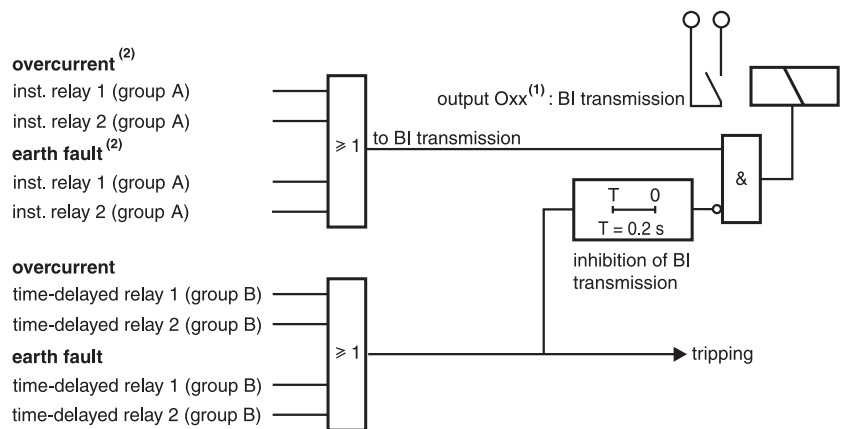 overcurrent (2)
inst. relay 1 (group A)
inst. relay 2 (group A)
earth fault (2)
inst. relay 1 (group A)
inst. relay 2 (group A)
≥ 1
to BI transmission
output Oxx(1) : BI transmission
&
T 0
T = 0.2 s
inhibition of BI
transmission
overcurrent
time-delayed relay 1 (group B)
time-delayed relay 2 (group B)
earth fault
time-delayed relay 1 (group B)
time-delayed relay 2 (group B)
≥ 1
tripping